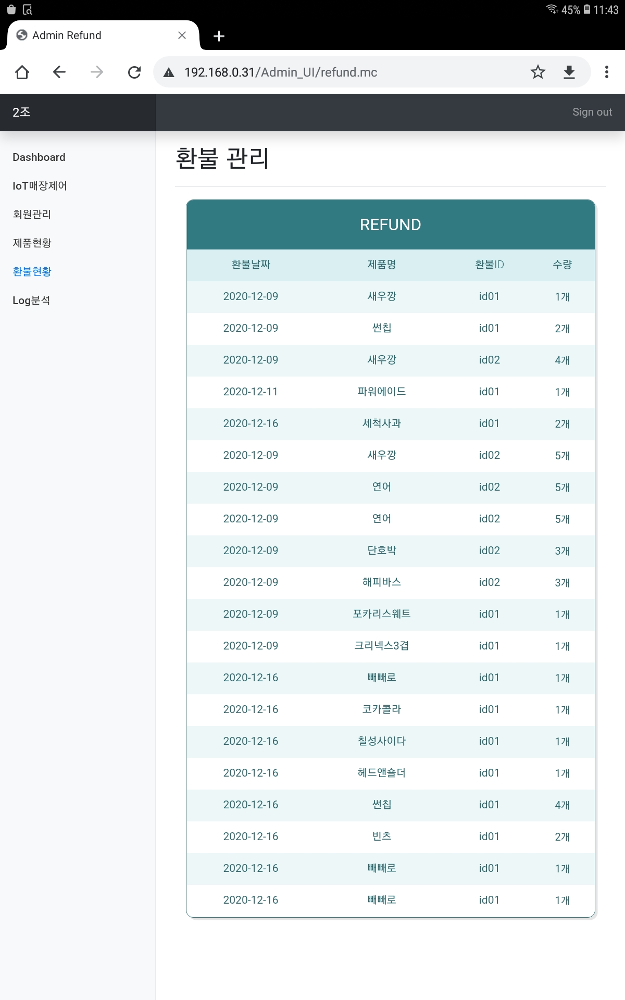 45% 11:43
Admin Refund
192.168.0.31/Admin_UI/refund.mc
2조 Sign out
Dashboard
IoT매장제어
회원관리
제품현황
환불현황
Log분석
환불 관리
REFUND
환불날짜 제품명 환불ID 수량
2020-12-09 새우깡 id01 1개
2020-12-09 썬칩 id01 2개
2020-12-09 새우깡 id02 4개
2020-12-11 파워에이드 id01 1개
2020-12-16 세척사과 id01 2개
2020-12-09 새우깡 id02 5개
2020-12-09 연어 id02 5개
2020-12-09 연어 id02 5개
2020-12-09 단호박 id02 3개
2020-12-09 해피바스 id02 3개
2020-12-09 포카리스웨트 id01 1개
2020-12-09 크리넥스3겹 id01 1개
2020-12-16 빼빼로 id01 1개
2020-12-16 코카콜라 id01 1개
2020-12-16 칠성사이다 id01 1개
2020-12-16 헤드앤숄더 id01 1개
2020-12-16 썬칩 id01 4개
2020-12-16 빈츠 id01 2개
2020-12-16 빼빼로 id01 1개
2020-12-16 빼빼로 id01 1개